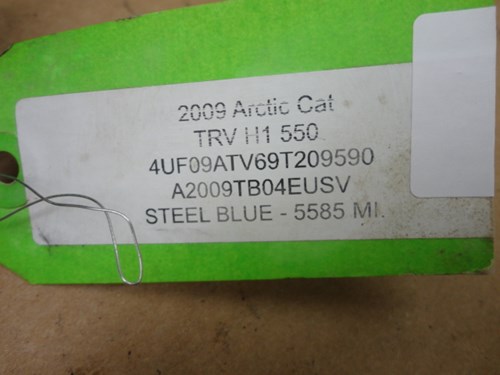 2009 Arctic Cat
TRV H1 550
4UF09ATV69T209590
A2009TB04EUSV
STEEL BLUE - 5585 MI.